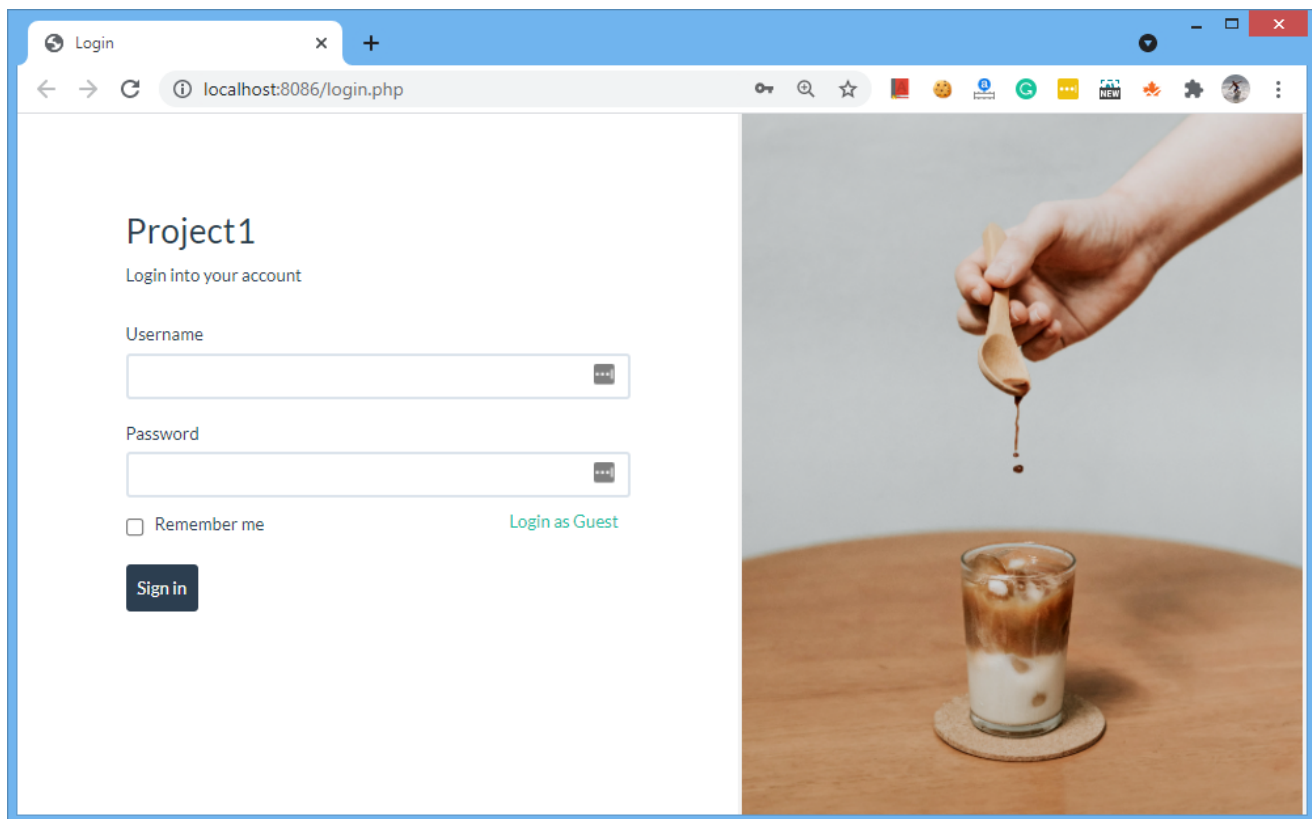 Login
localhost:8086/login.php
NEW
Project1
Login into your account
Username
Password
Remember me
Login as Guest
Sign in